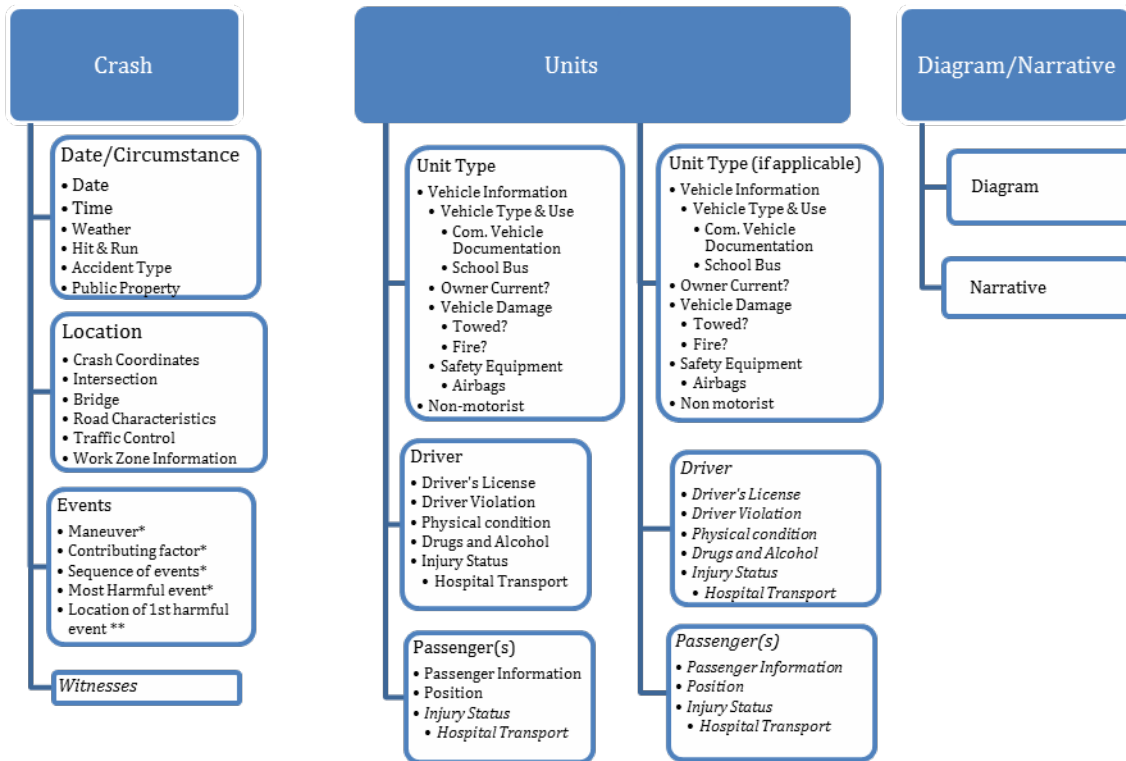 Crash
Date/Circumstance
• Date
• Time
• Weather
• Hit & Run
• Accident Type
• Public Property
Location
• Crash Coordinates
• Intersection
• Bridge
• Road Characteristics
• Traffic Control
• Work Zone Information
Events
• Maneuver*
• Contributing factor*
• Sequence of events*
• Most Harmful event*
• Location of 1st harmful
event **
Witnesses
Units
Unit Type
• Vehicle Information
• Vehicle Type & Use
• Com. Vehicle
Documentation
• School Bus
• Owner Current?
• Vehicle Damage
• Towed?
• Fire?
• Safety Equipment
• Airbags
• Non-motorist
Driver
• Driver's License
• Driver Violation
• Physical condition
• Drugs and Alcohol
• Injury Status
• Hospital Transport
Passenger(s)
• Passenger Information
• Position
• Injury Status
• Hospital Transport
Unit Type (if applicable)
• Vehicle Information
• Vehicle Type & Use
• Com. Vehicle
Documentation
• School Bus
• Owner Current?
• Vehicle Damage
• Towed?
• Fire?
• Safety Equipment
• Airbags
• Non motorist
Driver
• Driver's License
• Driver Violation
• Physical condition
• Drugs and Alcohol
• Injury Status
• Hospital Transport
Passenger(s)
• Passenger Information
• Position
• Injury Status
• Hospital Transport
Diagram/Narrative
Diagram
Narrative